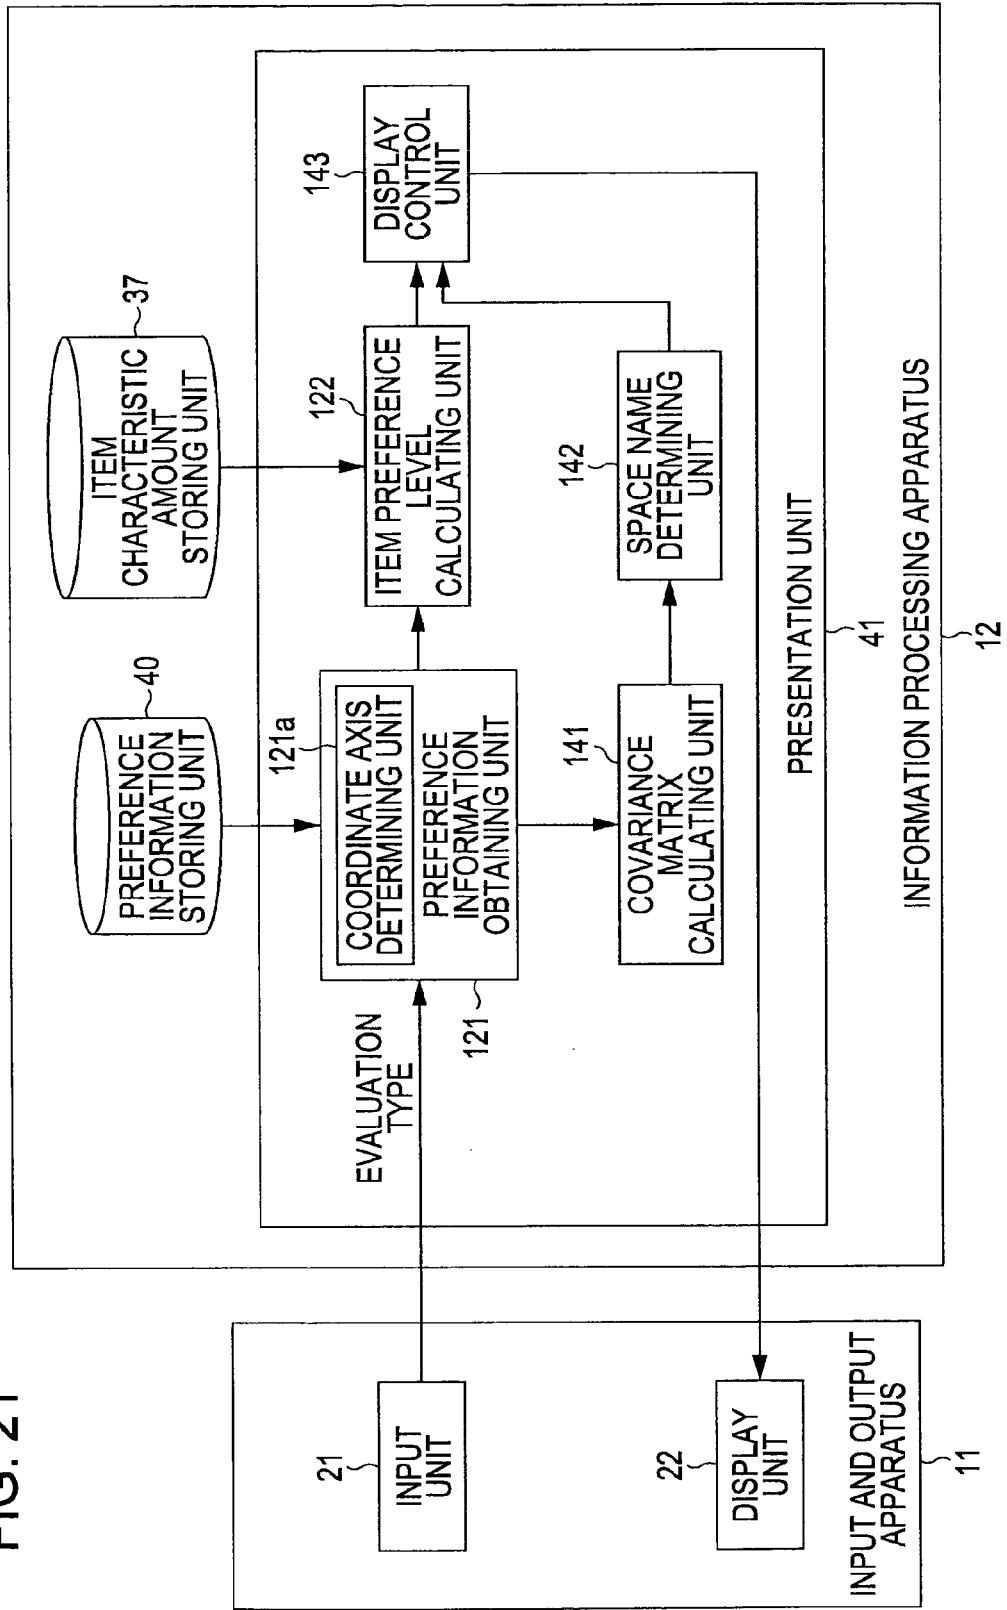 FIG. 21
PREFERENCE
INFORMATION
STORING UNIT
40
ITEM
CHARACTERISTIC
AMOUNT
STORING UNIT
37
EVALUATION
TYPE
121a
COORDINATE AXIS
DETERMINING UNIT
PREFERENCE
INFORMATION
OBTAINING UNIT
121
122
ITEM PREFERENCE
LEVEL
CALCULATING UNIT
143
DISPLAY
CONTROL
UNIT
21
INPUT
UNIT
141
COVARIANCE
MATRIX
CALCULATING UNIT
142
SPACE NAME
DETERMINING
UNIT
22
DISPLAY
UNIT
PRESENTATION UNIT
41
INPUT AND OUTPUT
APPARATUS
11
INFORMATION PROCESSING APPARATUS
12